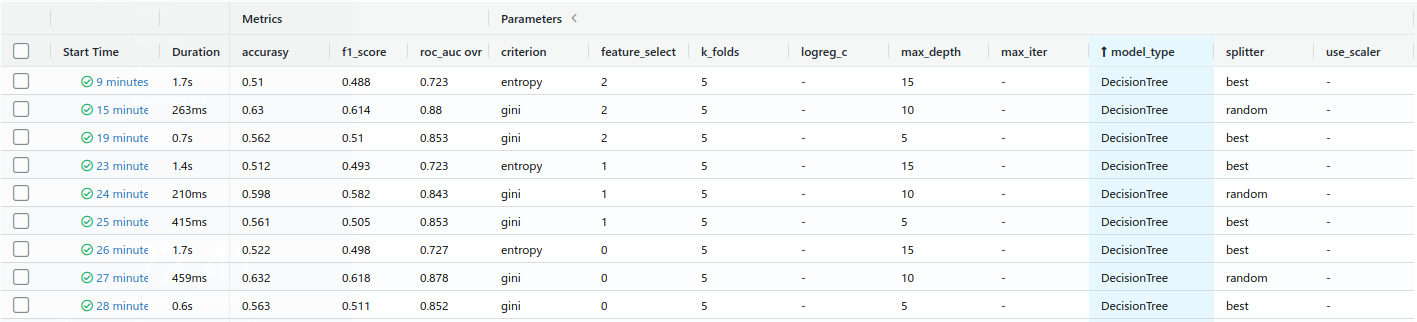 Metrics Parameters
Start Time Duration accurasy f1_score roc_auc ovr criterion feature_select k_folds logreg_c max_depth max_iter model_type splitter use_scaler
9 minutes 1.7s 0.51 0.488 0.723 entropy 2 5 - 15 - DecisionTree best -
15 minute 263ms 0.63 0.614 0.88 gini 2 5 - 10 - DecisionTree random -
19 minute 0.7s 0.562 0.51 0.853 gini 2 5 - 5 - DecisionTree best -
23 minute 1.4s 0.512 0.493 0.723 entropy 1 5 - 15 - DecisionTree best -
24 minute 210ms 0.598 0.582 0.843 gini 1 5 - 10 - DecisionTree random -
25 minute 415ms 0.561 0.505 0.853 gini 1 5 - 5 - DecisionTree best -
26 minute 1.7s 0.522 0.498 0.727 entropy 0 5 - 15 - DecisionTree best -
27 minute 459ms 0.632 0.618 0.878 gini 0 5 - 10 - DecisionTree random -
28 minute 0.6s 0.563 0.511 0.852 gini 0 5 - 5 - DecisionTree best -